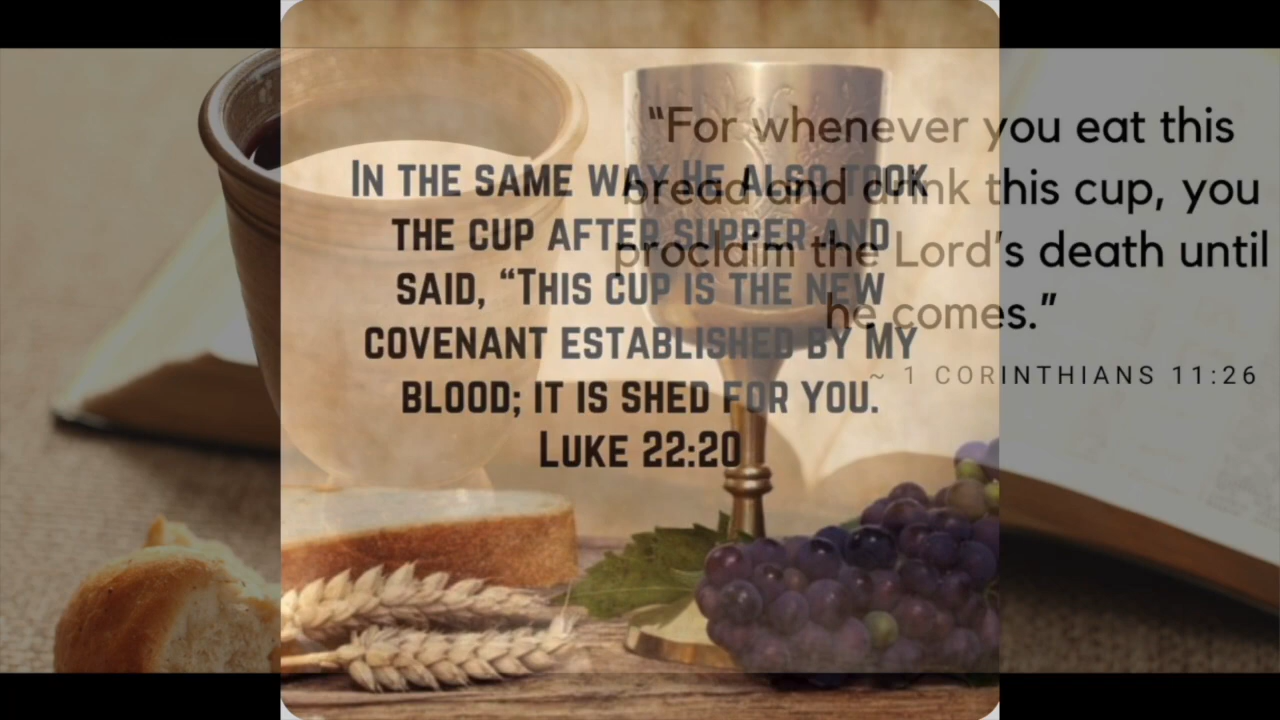 IN THE SAME WAY HE ALSO TOOK
THE CUP AFTER SUPPER AND
SAID, “THIS CUP IS THE NEW
COVENANT ESTABLISHED BY MY
BLOOD; IT IS SHED FOR YOU.
LUKE 22:20
“For whenever you eat this
bread and drink this cup, you
proclaim the Lord's death until
he comes.”
~ 1 CORINTHIANS 11:26